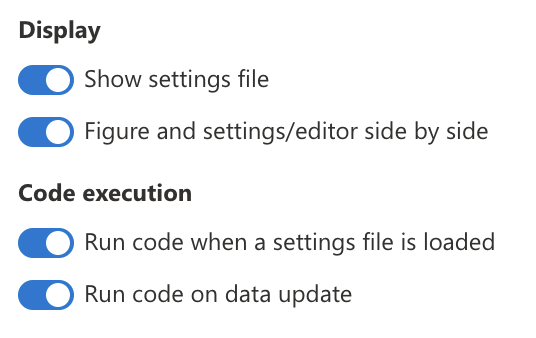 Display
Show settings file
Figure and settings/editor side by side
Code execution
Run code when a settings file is loaded
Run code on data update